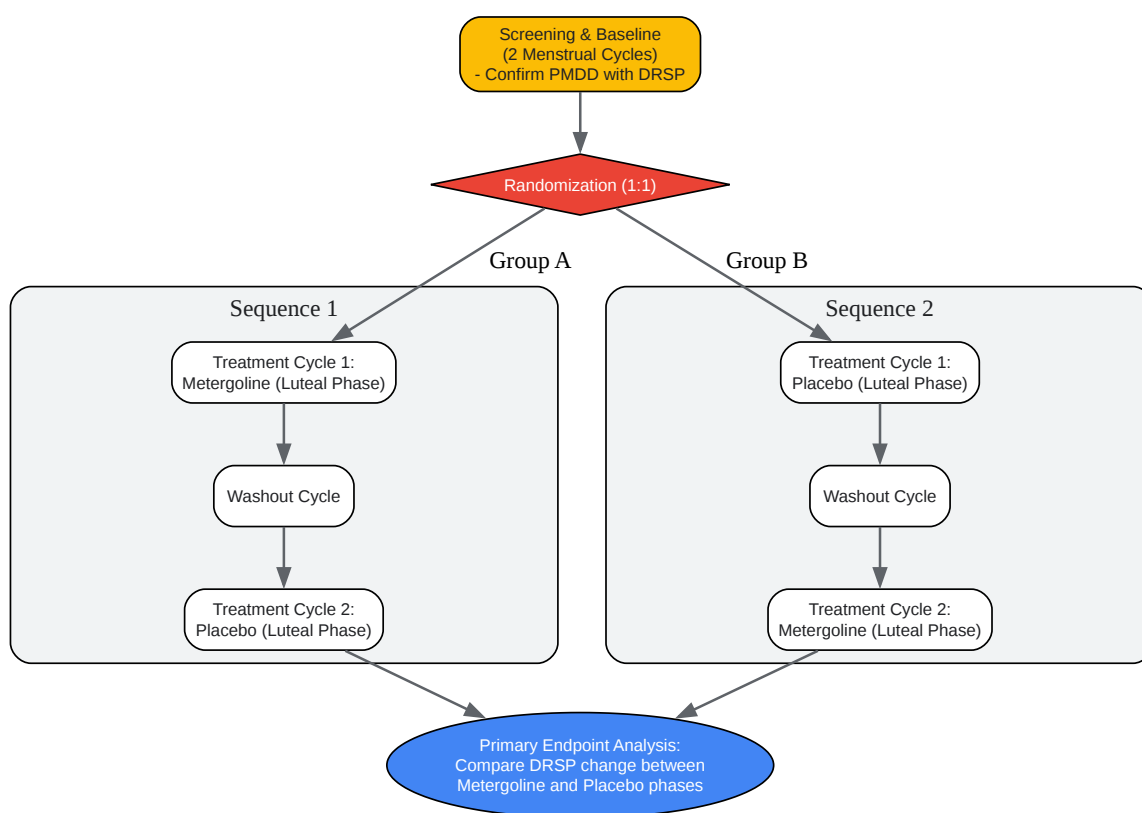 Screening & Baseline
(2 Menstrual Cycles)
- Confirm PMDD with DRSP
Randomization (1:1)
Group A
Group B
Sequence 1
Treatment Cycle 1:
Metergoline (Luteal Phase)
Washout Cycle
Treatment Cycle 2:
Placebo (Luteal Phase)
Sequence 2
Treatment Cycle 1:
Placebo (Luteal Phase)
Washout Cycle
Treatment Cycle 2:
Metergoline (Luteal Phase)
Primary Endpoint Analysis:
Compare DRSP change between
Metergoline and Placebo phases